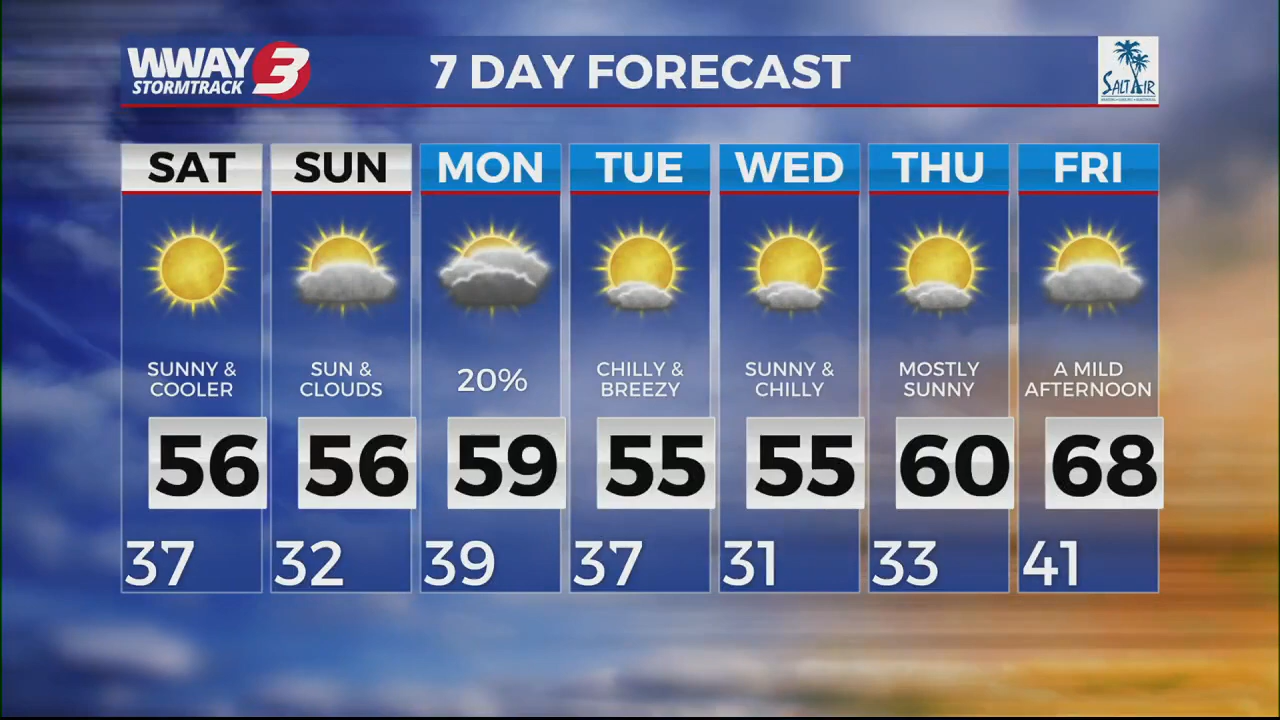 WWAY 3
STORMTRACK
7 DAY FORECAST
SALT AIR
SAT
SUN
MON
TUE
WED
THU
FRI
SUNNY &
COOLER
SUN &
CLOUDS
20%
CHILLY &
BREEZY
SUNNY &
CHILLY
MOSTLY
SUNNY
A MILD
AFTERNOON
56
56
59
55
55
60
68
37
32
39
37
31
33
41